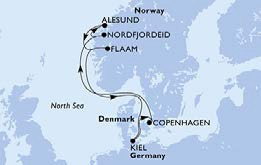 Norway
ALESUND
NORDFJORDEID
FLAAM
North Sea
Denmark
COPENHAGEN
KIEL
Germany